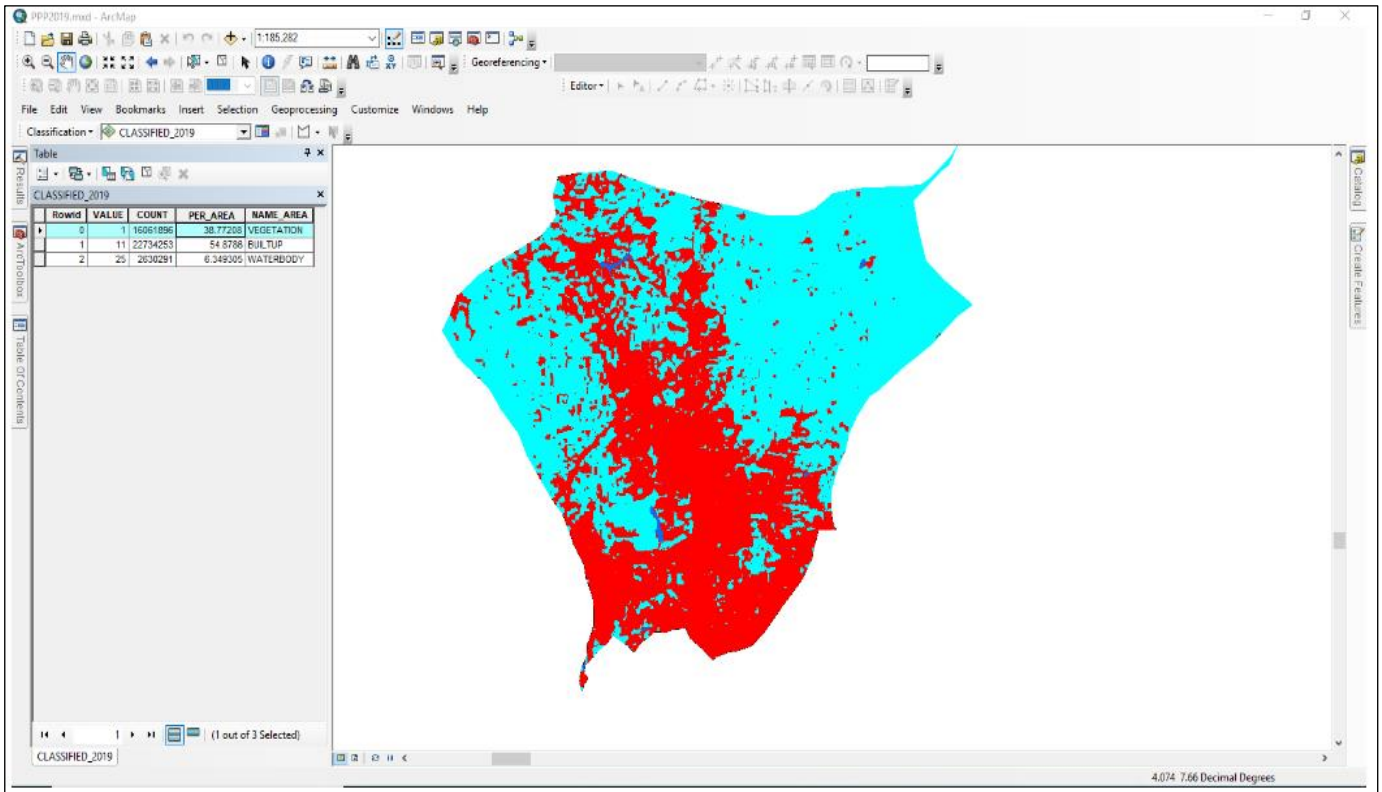 PPP2019.mxd - ArcMap
1:185,282
Georeferencing
Editor
File Edit View Bookmarks Insert Selection Geoprocessing Customize Windows Help
Classification CLASSIFIED_2019
Table
CLASSIFIED_2019
Rowid VALUE COUNT PER_AREA NAME_AREA
0 1 16061896 38.77208 VEGETATION
1 11 22734253 54.8788 BUILTUP
2 25 2630291 6.349305 WATERBODY
Results
ArcToolbox
Table Of Contents
Catalog
Create Features
1 (1 out of 3 Selected)
CLASSIFIED_2019
4.074 7.66 Decimal Degrees